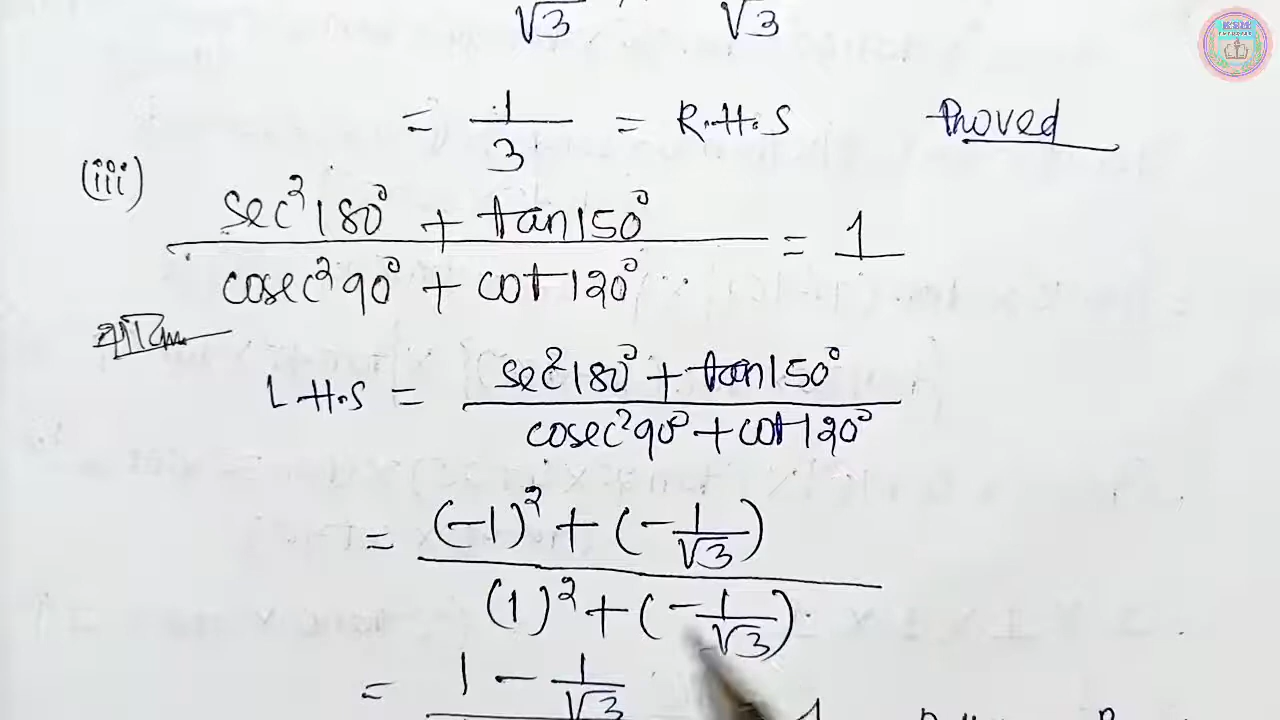 √3 √3
= 1/3 = R.H.S Proved
(iii) (sec²180° + tan150°)/(cosec²90° + cot120°) = 1
L.H.S = (sec²180° + tan150°)/(cosec²90° + cot120°)
= ((-1)² + (-1/√3))/((1)² + (-1/√3))
= 1 - 1/√3